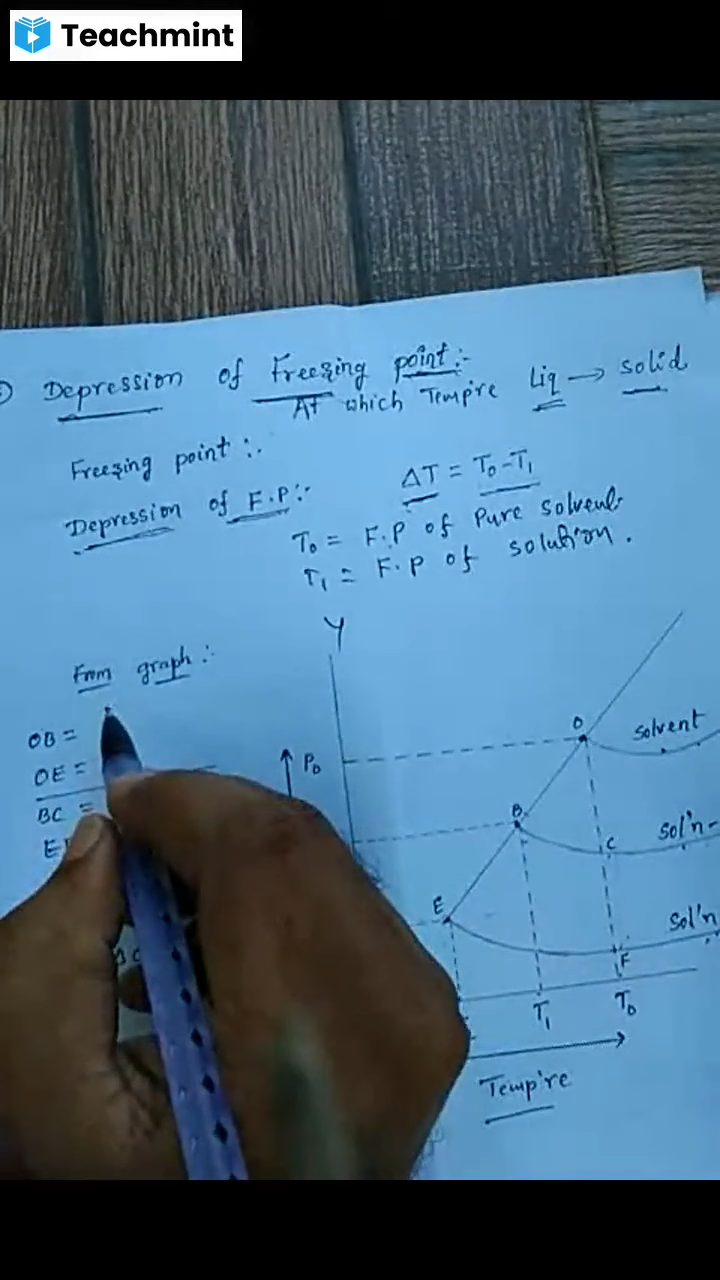 Teachmint
Depression of Freezing point :-
At which Temp're Liq → solid
Freezing point :-
Depression of F.P :-
ΔT = T₀-T₁
T₀ = F.P of Pure solvent
T₁ = F.P of solution.
From graph :-
Y
OB =
OE =
BC =
P₀
O
solvent
B
C
sol'n-
E
sol'n
F
T₁
T₀
Temp're